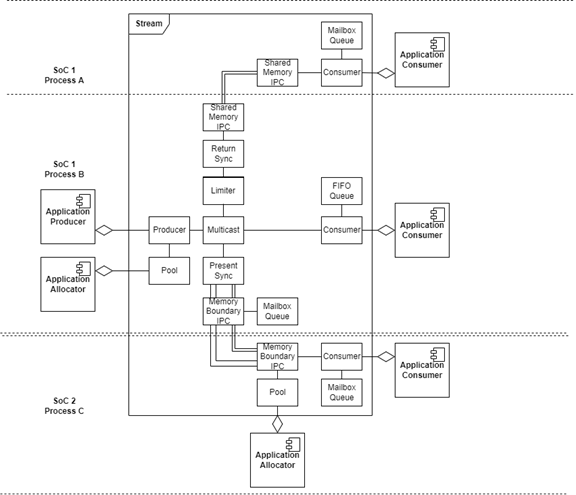 Stream
Mailbox
Queue
SoC 1
Process A
Shared
Memory
IPC
Consumer
Application
Consumer
Shared
Memory
IPC
Return
Sync
SoC 1
Process B
Limiter
FIFO
Queue
Application
Producer
Producer
Multicast
Consumer
Application
Consumer
Application
Allocator
Pool
Present
Sync
Memory
Boundary
IPC
Mailbox
Queue
Memory
Boundary
IPC
Consumer
Application
Consumer
SoC 2
Process C
Pool
Mailbox
Queue
Application
Allocator